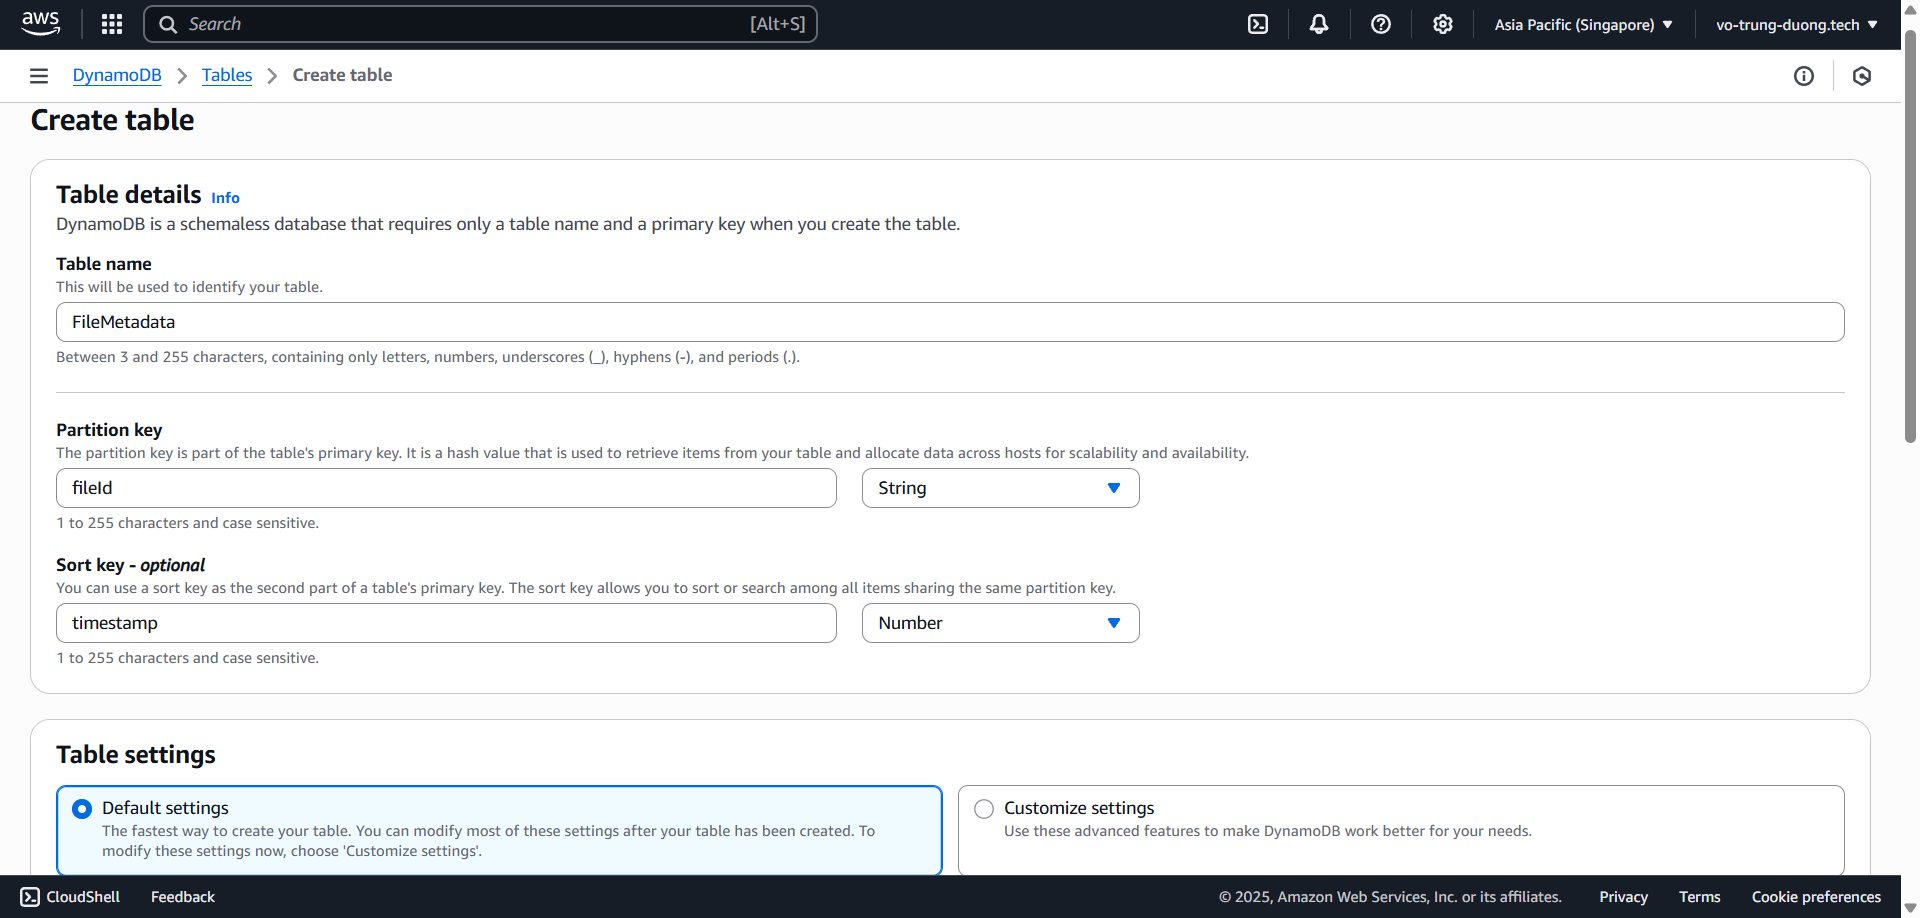 aws
Search [Alt+S]
Asia Pacific (Singapore)
vo-trung-duong.tech
DynamoDB Tables Create table
Create table
Table details Info
DynamoDB is a schemaless database that requires only a table name and a primary key when you create the table.
Table name
This will be used to identify your table.
FileMetadata
Between 3 and 255 characters, containing only letters, numbers, underscores (_), hyphens (-), and periods (.).
Partition key
The partition key is part of the table's primary key. It is a hash value that is used to retrieve items from your table and allocate data across hosts for scalability and availability.
fileId String
1 to 255 characters and case sensitive.
Sort key - optional
You can use a sort key as the second part of a table's primary key. The sort key allows you to sort or search among all items sharing the same partition key.
timestamp Number
1 to 255 characters and case sensitive.
Table settings
Default settings
The fastest way to create your table. You can modify most of these settings after your table has been created. To
modify these settings now, choose 'Customize settings'.
Customize settings
Use these advanced features to make DynamoDB work better for your needs.
CloudShell Feedback © 2025, Amazon Web Services, Inc. or its affiliates. Privacy Terms Cookie preferences